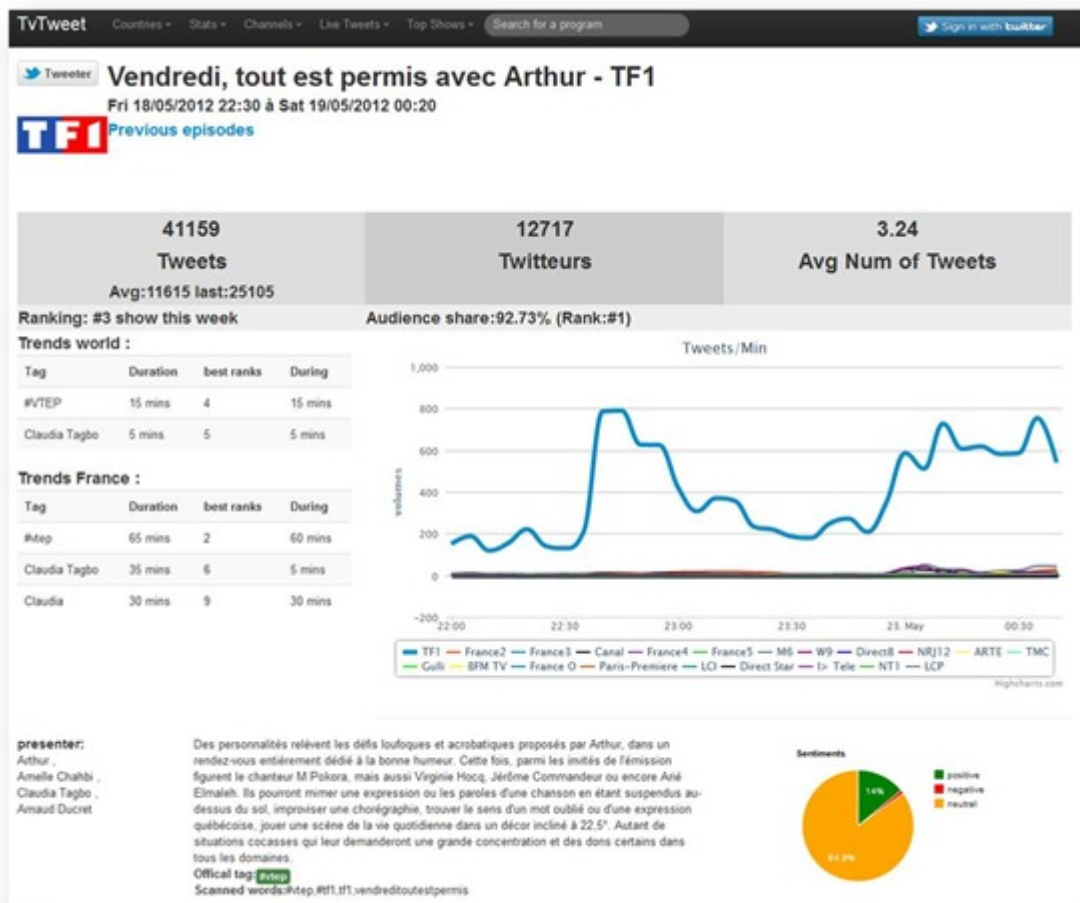 TvTweet Countries Stats Channels Live Tweets Top Shows Search for a program Sign in with twitter
Tweeter
Vendredi, tout est permis avec Arthur - TF1
Fri 18/05/2012 22:30 à Sat 19/05/2012 00:20
TF1
Previous episodes
41159 12717 3.24
Tweets Twitteurs Avg Num of Tweets
Avg:11615 last:25105
Ranking: #3 show this week Audience share:92.73% (Rank:#1)
Trends world :
Tag Duration best ranks During
#VTEP 15 mins 4 15 mins
Claudia Tagbo 5 mins 5 5 mins
Trends France :
Tag Duration best ranks During
#vtep 65 mins 2 60 mins
Claudia Tagbo 35 mins 6 5 mins
Claudia 30 mins 9 30 mins
Tweets/Min
volumes
1,000
800
600
400
200
0
-200
22:00 22:30 23:00 23:30 23. May 00:30
TF1 France2 France3 Canal France4 France5 M6 W9 Direct8 NRJ12 ARTE TMC
Gulli BFM TV France O Paris-Premiere LCI Direct Star I> Tele NT1 LCP
Highcharts.com
presenter:
Arthur ,
Amelle Chahbi ,
Claudia Tagbo ,
Arnaud Ducret
Des personnalités relèvent les défis loufoques et acrobatiques proposés par Arthur, dans un
rendez-vous entièrement dédié à la bonne humeur. Cette fois, parmi les invités de l'émission
figurent le chanteur M Pokora, mais aussi Virginie Hocq, Jérôme Commandeur ou encore Arié
Elmaleh. Ils pourront mimer une expression ou les paroles d'une chanson en étant suspendus au-
dessus du sol, improviser une chorégraphie, trouver le sens d'un mot oublié ou d'une expression
québécoise, jouer une scène de la vie quotidienne dans un décor incliné à 22,5°. Autant de
situations cocasses qui leur demanderont une grande concentration et des dons certains dans
tous les domaines.
Offical tag:#vtep
Scanned words:#vtep,#tf1,tf1,vendreditoutestpermis
Sentiments
14%
positive
negative
neutral